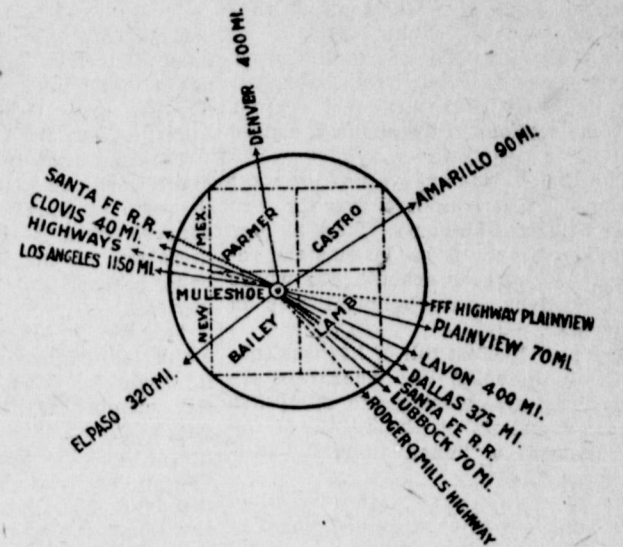 DENVER 400 MI.
AMARILLO 90 MI.
SANTA FE R.R.
CLOVIS 40 MI.
HIGHWAYS
LOS ANGELES 1150 MI.
NEW MEX.
PARMER
CASTRO
MULESHOE
BAILEY
LAMB
FFF HIGHWAY PLAINVIEW
PLAINVIEW 70 MI.
LAVON 400 MI.
DALLAS 375 MI.
SANTA FE R.R.
LUBBOCK 70 MI.
RODGER Q MILLS HIGHWAY
EL PASO 320 MI.